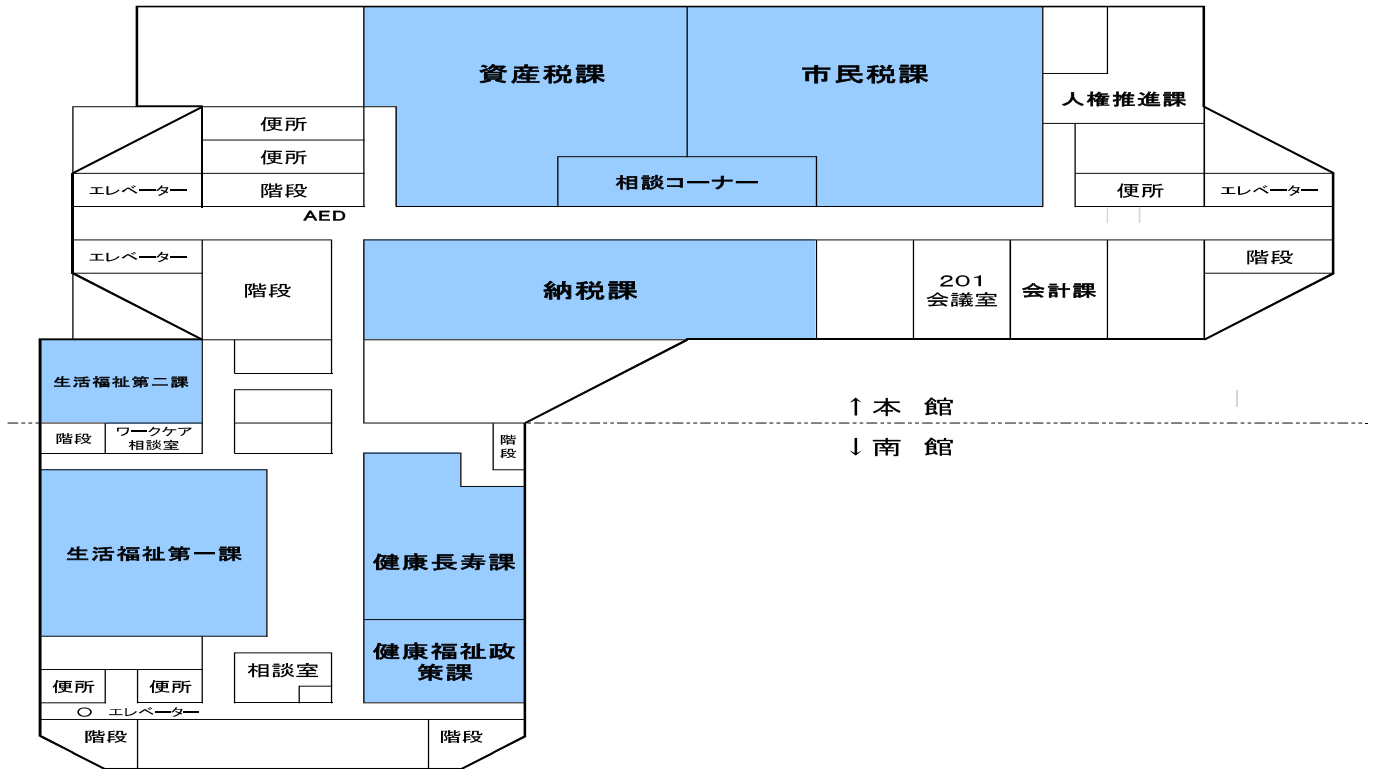 資産税課
市民税課
人権推進課
便所
便所
相談コーナー
エレベーター
階段
便所
エレベーター
AED
エレベーター
階段
納税課
201
会議室
会計課
階段
生活福祉第二課
↑本 館
階段
ワークケア
相談室
階段
↓南 館
生活福祉第一課
健康長寿課
健康福祉政
策課
相談室
便所
便所
○ エレベーター
階段
階段